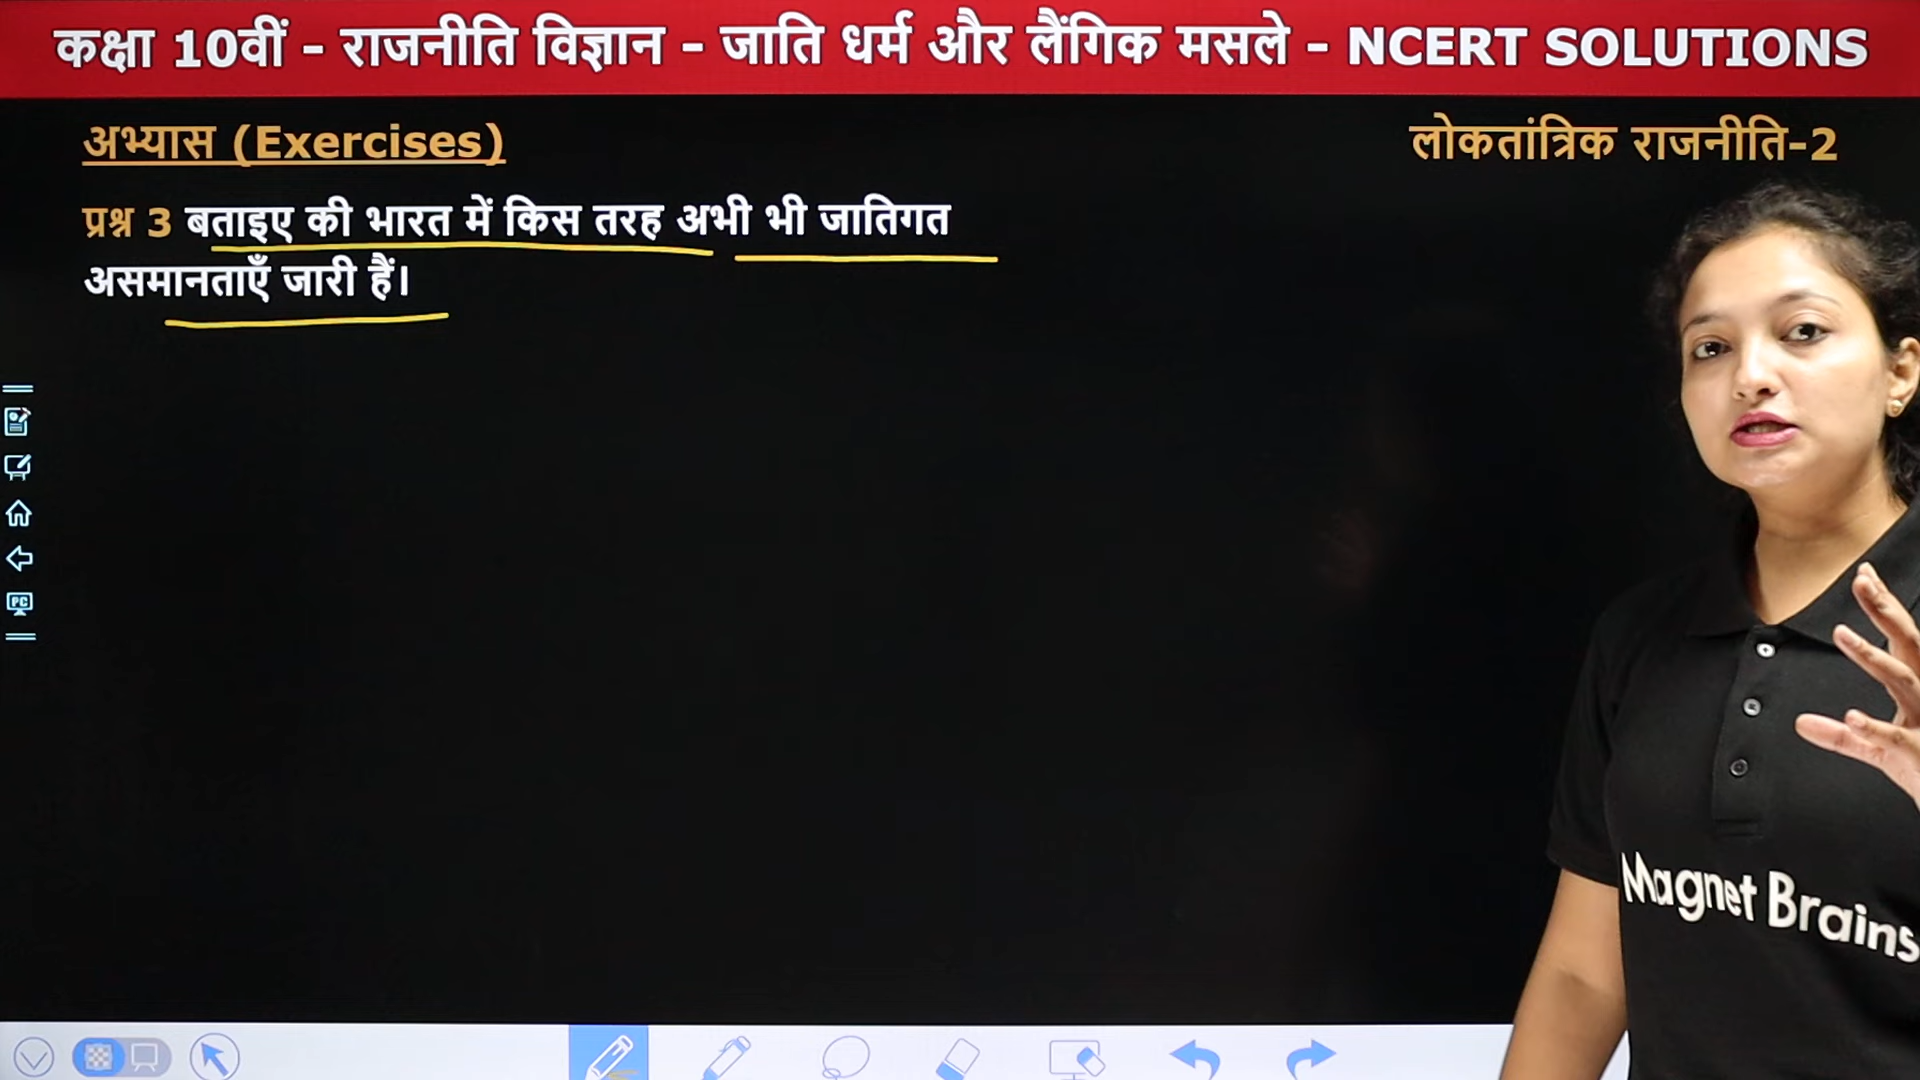 कक्षा 10वीं - राजनीति विज्ञान - जाति धर्म और लैंगिक मसले - NCERT SOLUTIONS
अभ्यास (Exercises)
लोकतांत्रिक राजनीति-2
प्रश्न 3 बताइए की भारत में किस तरह अभी भी जातिगत
असमानताएँ जारी हैं।
PC
Magnet Brains